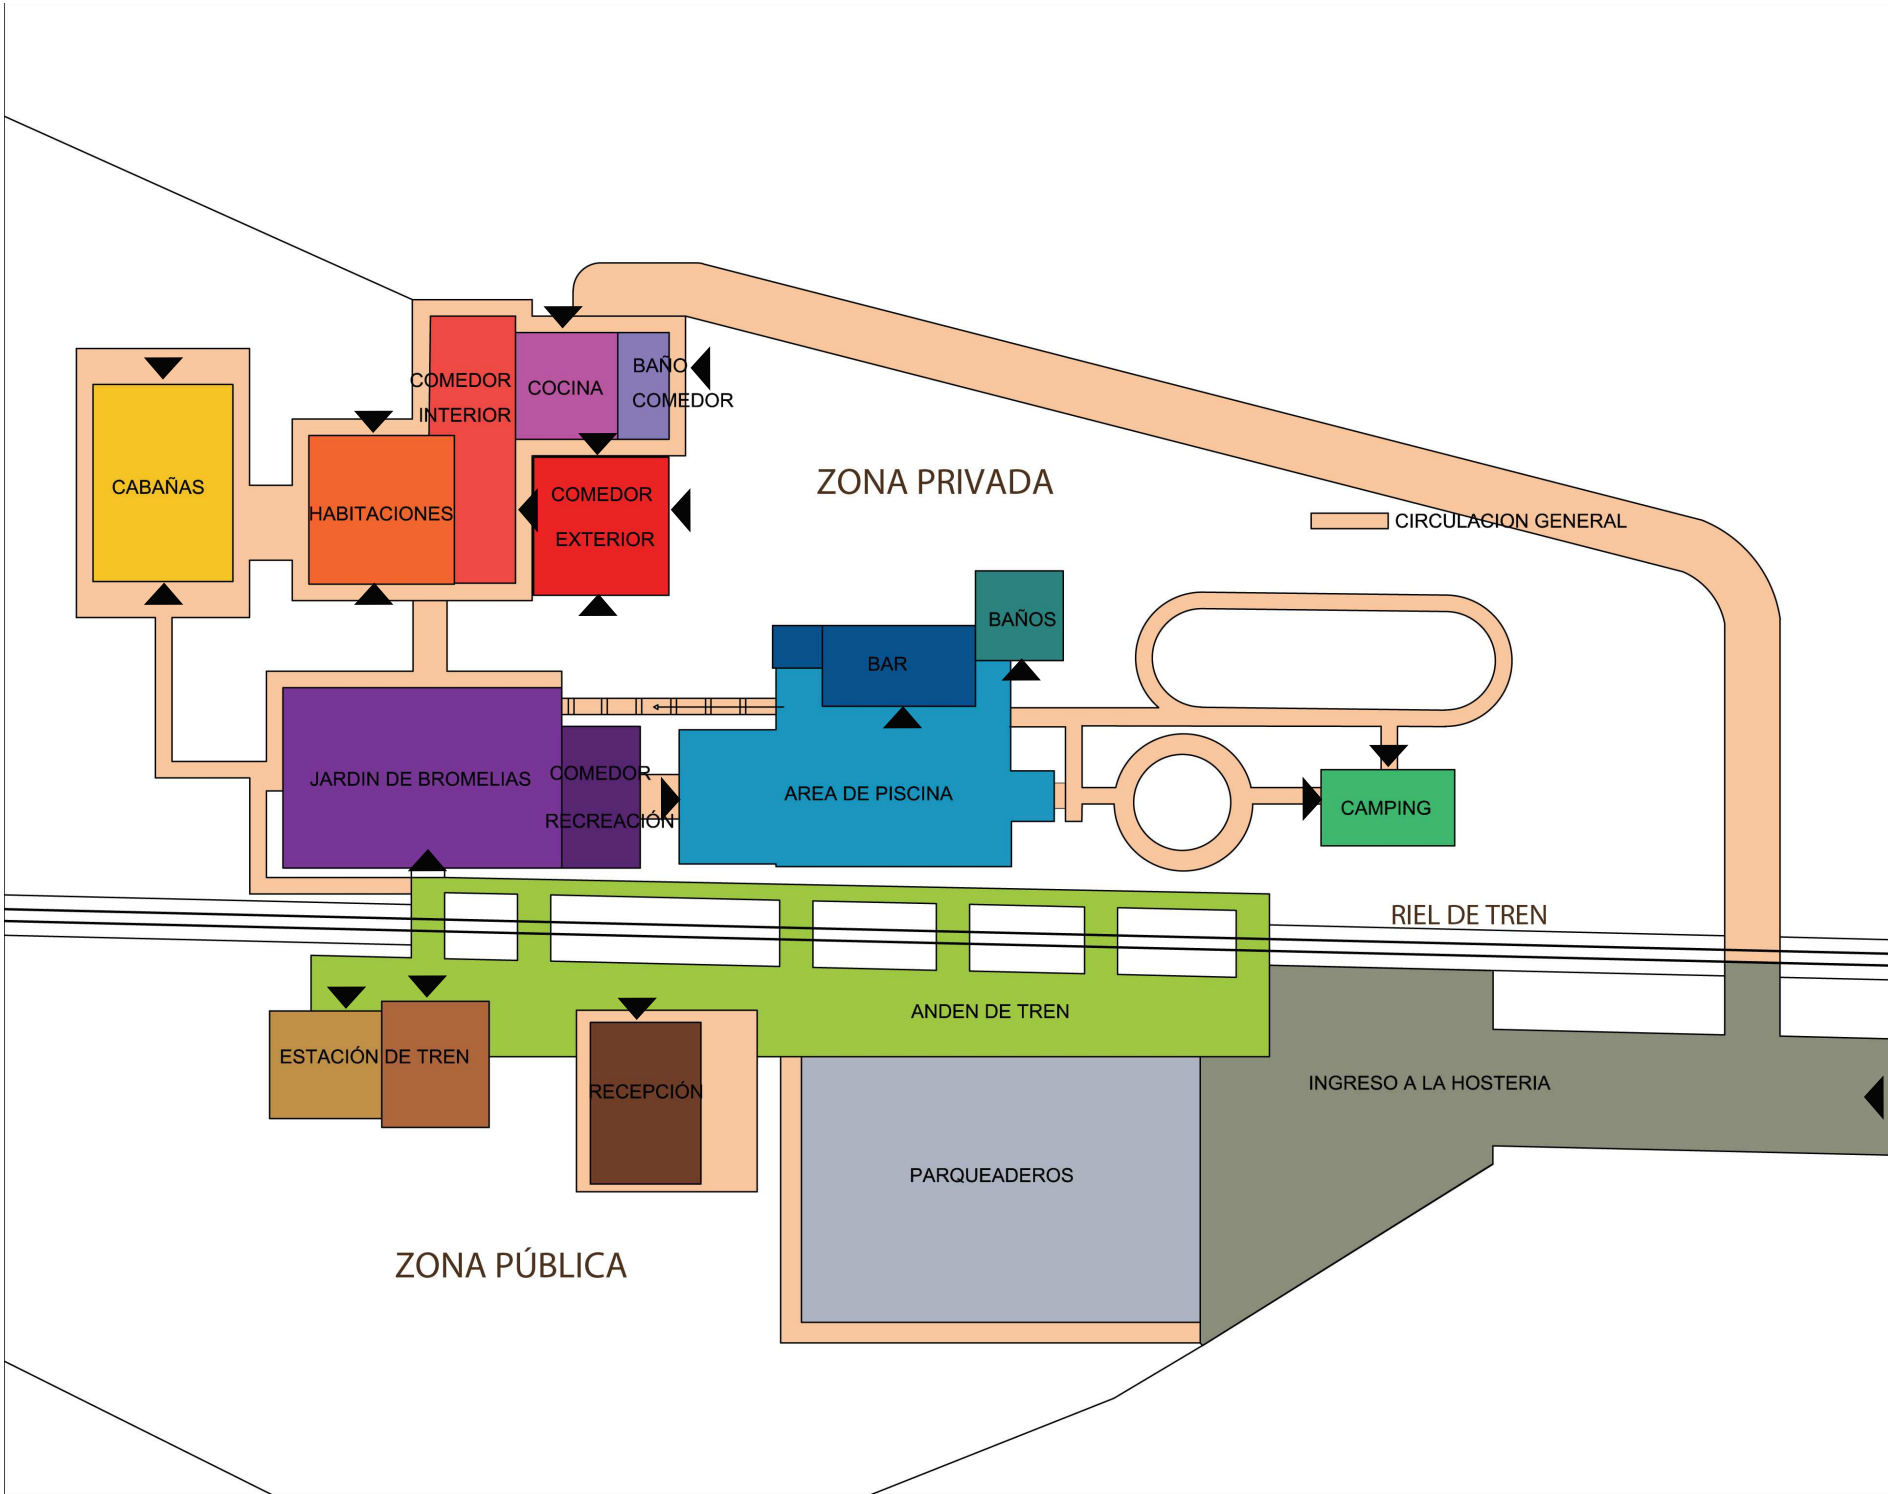 COMEDOR
INTERIOR
COCINA
BAÑO
COMEDOR
CABAÑAS
HABITACIONES
COMEDOR
EXTERIOR
ZONA PRIVADA
CIRCULACION GENERAL
BAÑOS
BAR
JARDIN DE BROMELIAS
COMEDOR
RECREACIÓN
AREA DE PISCINA
CAMPING
RIEL DE TREN
ANDEN DE TREN
ESTACIÓN DE TREN
RECEPCIÓN
INGRESO A LA HOSTERIA
PARQUEADEROS
ZONA PÚBLICA